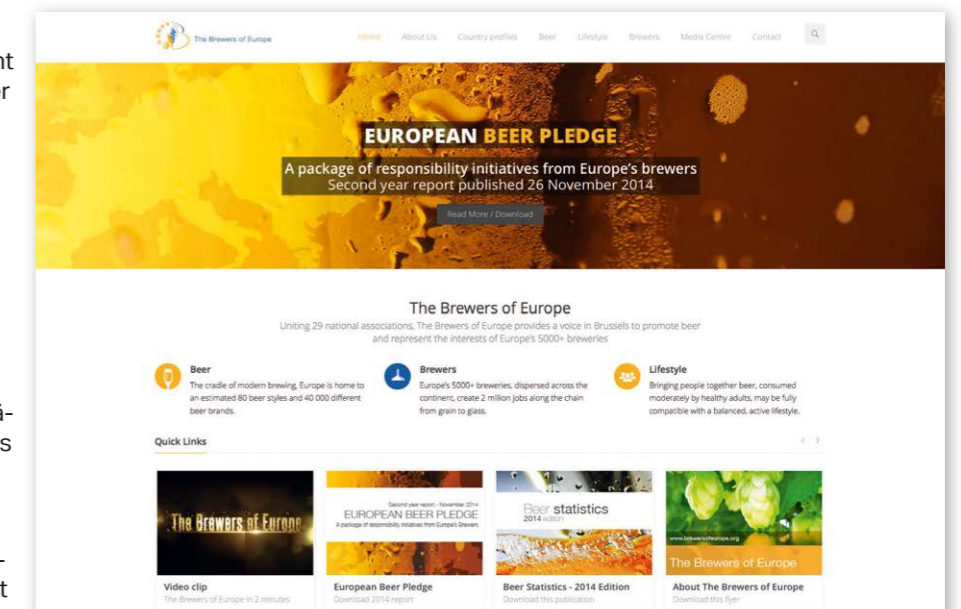 The Brewers of Europe
Home About Us Country profiles Beer Lifestyle Brewers Media Centre Contact
EUROPEAN BEER PLEDGE
A package of responsibility initiatives from Europe's brewers
Second year report published 26 November 2014
Read More / Download
The Brewers of Europe
Uniting 29 national associations, The Brewers of Europe provides a voice in Brussels to promote beer
and represent the interests of Europe's 5000+ breweries
Beer
The cradle of modern brewing, Europe is home to
an estimated 80 beer styles and 40 000 different
beer brands.
Brewers
Europe's 5000+ breweries, dispersed across the
continent, create 2 million jobs along the chain
from grain to glass.
Lifestyle
Bringing people together beer, consumed
moderately by healthy adults, may be fully
compatible with a balanced, active lifestyle.
Quick Links
The Brewers of Europe
Second year report - November 2014
EUROPEAN BEER PLEDGE
A package of responsibility initiatives from Europe's Brewers
Beer statistics
2014 edition
www.brewersofeurope.org
The Brewers of Europe
Video clip
The Brewers of Europe in 2 minutes
European Beer Pledge
Download 2014 report
Beer Statistics - 2014 Edition
Download this publication
About The Brewers of Europe
Download this flyer